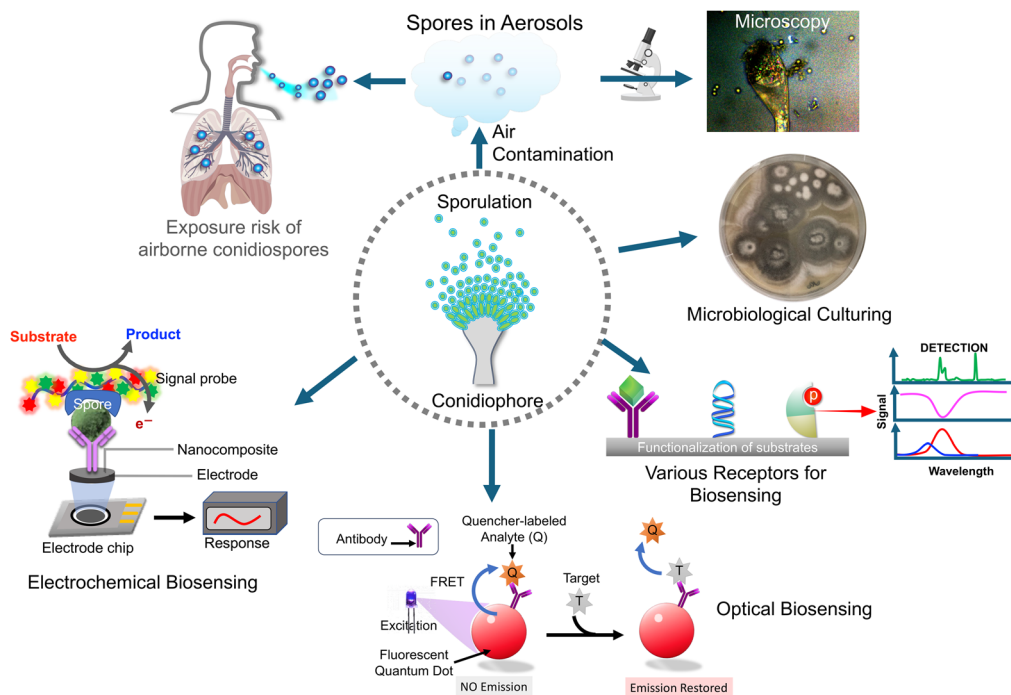 Spores in Aerosols
Microscopy
Air
Contamination
Exposure risk of
airborne conidiospores
Sporulation
Conidiophore
Microbiological Culturing
Substrate
Product
Signal probe
Spore
e⁻
Nanocomposite
Electrode
Electrode chip
Response
Electrochemical Biosensing
p
Functionalization of substrates
Various Receptors for
Biosensing
DETECTION
Signal
Wavelength
Antibody
Quencher-labeled
Analyte (Q)
Q
FRET
Excitation
Fluorescent
Quantum Dot
NO Emission
Target
T
Q
T
Emission Restored
Optical Biosensing